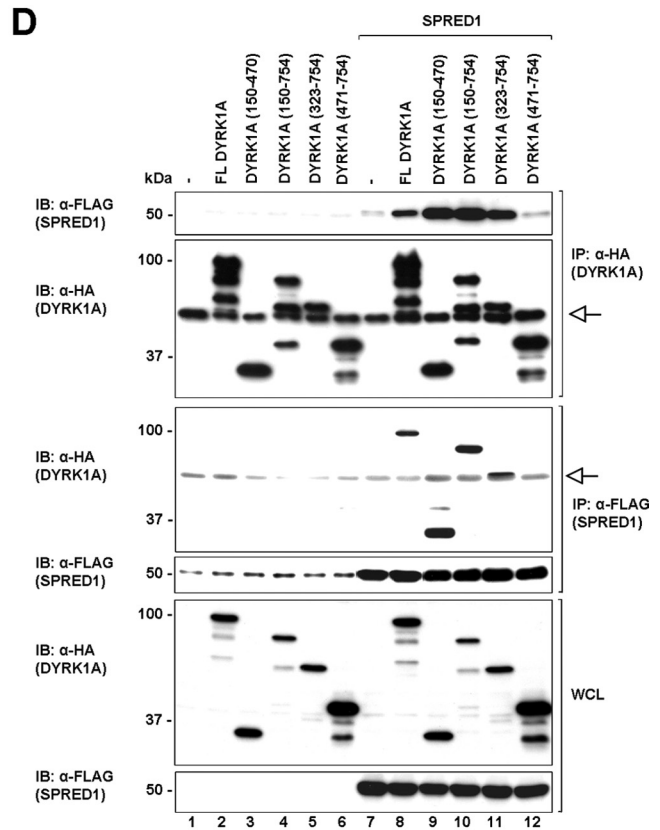 D
SPRED1
-
FL DYRK1A
DYRK1A (150-470)
DYRK1A (150-754)
DYRK1A (323-754)
DYRK1A (471-754)
-
FL DYRK1A
DYRK1A (150-470)
DYRK1A (150-754)
DYRK1A (323-754)
DYRK1A (471-754)
kDa
IB: α-FLAG
(SPRED1)
50 -
IB: α-HA
(DYRK1A)
100 -
37 -
IP: α-HA
(DYRK1A)
IB: α-HA
(DYRK1A)
100 -
37 -
IB: α-FLAG
(SPRED1)
50 -
IP: α-FLAG
(SPRED1)
IB: α-HA
(DYRK1A)
100 -
37 -
IB: α-FLAG
(SPRED1)
50 -
WCL
1 2 3 4 5 6 7 8 9 10 11 12